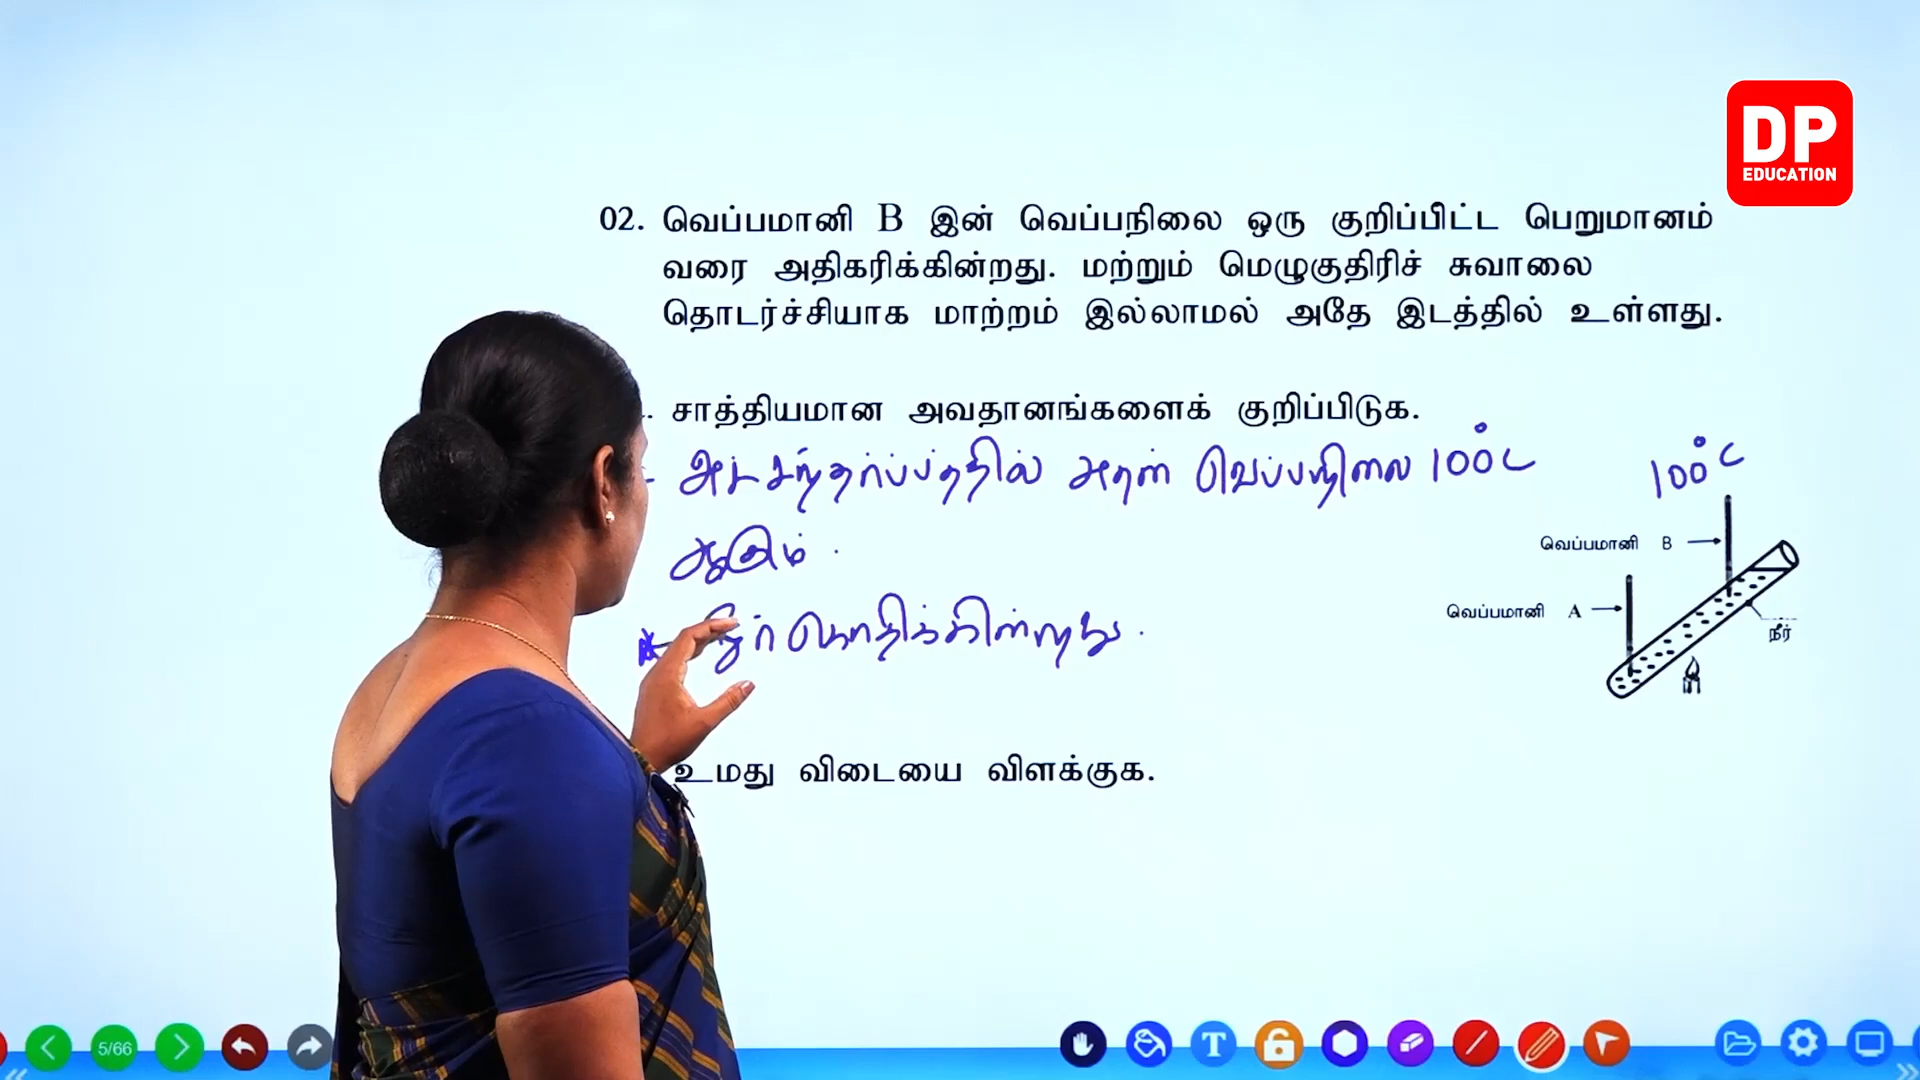 DP
EDUCATION
02. வெப்பமானி B இன் வெப்பநிலை ஒரு குறிப்பிட்ட பெறுமானம்
வரை அதிகரிக்கின்றது. மற்றும் மெழுகுதிரிச் சுவாலை
தொடர்ச்சியாக மாற்றம் இல்லாமல் அதே இடத்தில் உள்ளது.
சாத்தியமான அவதானங்களைக் குறிப்பிடுக.
அச் சந்தர்ப்பத்தில் அதன் வெப்பநிலை 100°C
100°C
ஆகும்.
வெப்பமானி B
வெப்பமானி A
நீர்
நீர் கொதிக்கின்றது.
உமது விடையை விளக்குக.
5/66
T